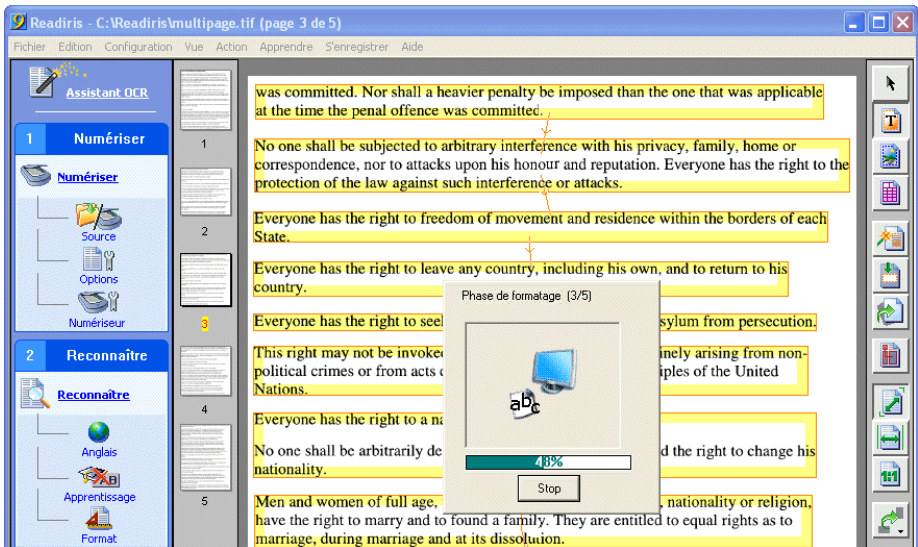 Readiris - C:\Readiris\multipage.tif (page 3 de 5)
Fichier Edition Configuration Vue Action Apprendre S'enregistrer Aide
Assistant OCR
1 Numériser
Numériser
Source
Options
Numériseur
2 Reconnaître
Reconnaître
Anglais
Apprentissage
Format
1
2
3
4
5
was committed. Nor shall a heavier penalty be imposed than the one that was applicable
at the time the penal offence was committed.
No one shall be subjected to arbitrary interference with his privacy, family, home or
correspondence, nor to attacks upon his honour and reputation. Everyone has the right to the
protection of the law against such interference or attacks.
Everyone has the right to freedom of movement and residence within the borders of each
State.
Everyone has the right to leave any country, including his own, and to return to his
country.
Everyone has the right to seek sylum from persecution.
This right may not be invoked inely arising from non-
political crimes or from acts iples of the United
Nations.
Everyone has the right to a na
No one shall be arbitrarily de d the right to change his
nationality.
Men and women of full age, , nationality or religion,
have the right to marry and to found a family. They are entitled to equal rights as to
marriage, during marriage and at its dissolution.
Phase de formatage (3/5)
abc
48%
Stop
T
1:1